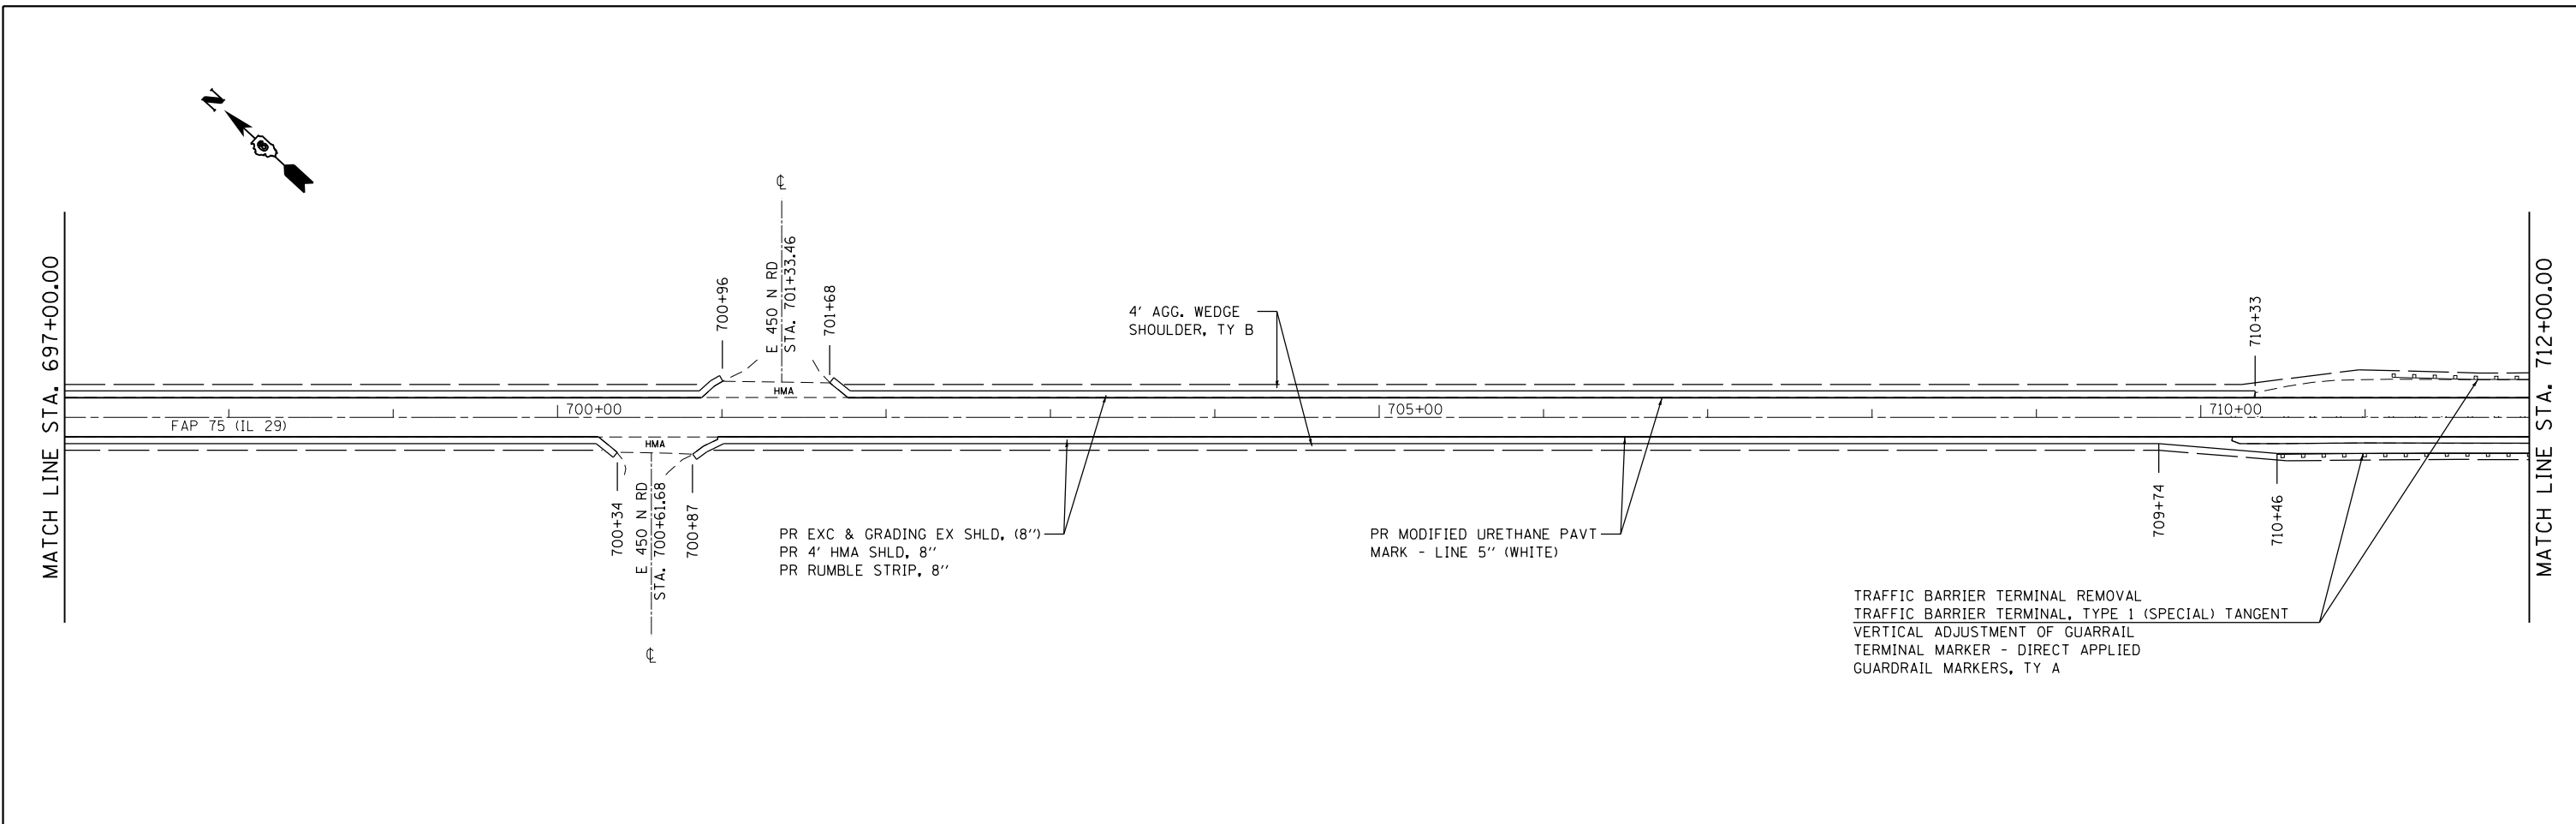 N
MATCH LINE STA. 697+00.00
℄
E 450 N RD
STA. 701+33.46
700+96
701+68
4' AGG. WEDGE
SHOULDER, TY B
710+33
MATCH LINE STA. 712+00.00
HMA
700+00
705+00
710+00
FAP 75 (IL 29)
HMA
700+34
E 450 N RD
STA. 700+61.68
700+87
℄
PR EXC & GRADING EX SHLD, (8'')
PR 4' HMA SHLD, 8''
PR RUMBLE STRIP, 8''
PR MODIFIED URETHANE PAVT
MARK - LINE 5'' (WHITE)
709+74
710+46
TRAFFIC BARRIER TERMINAL REMOVAL
TRAFFIC BARRIER TERMINAL, TYPE 1 (SPECIAL) TANGENT
VERTICAL ADJUSTMENT OF GUARRAIL
TERMINAL MARKER - DIRECT APPLIED
GUARDRAIL MARKERS, TY A